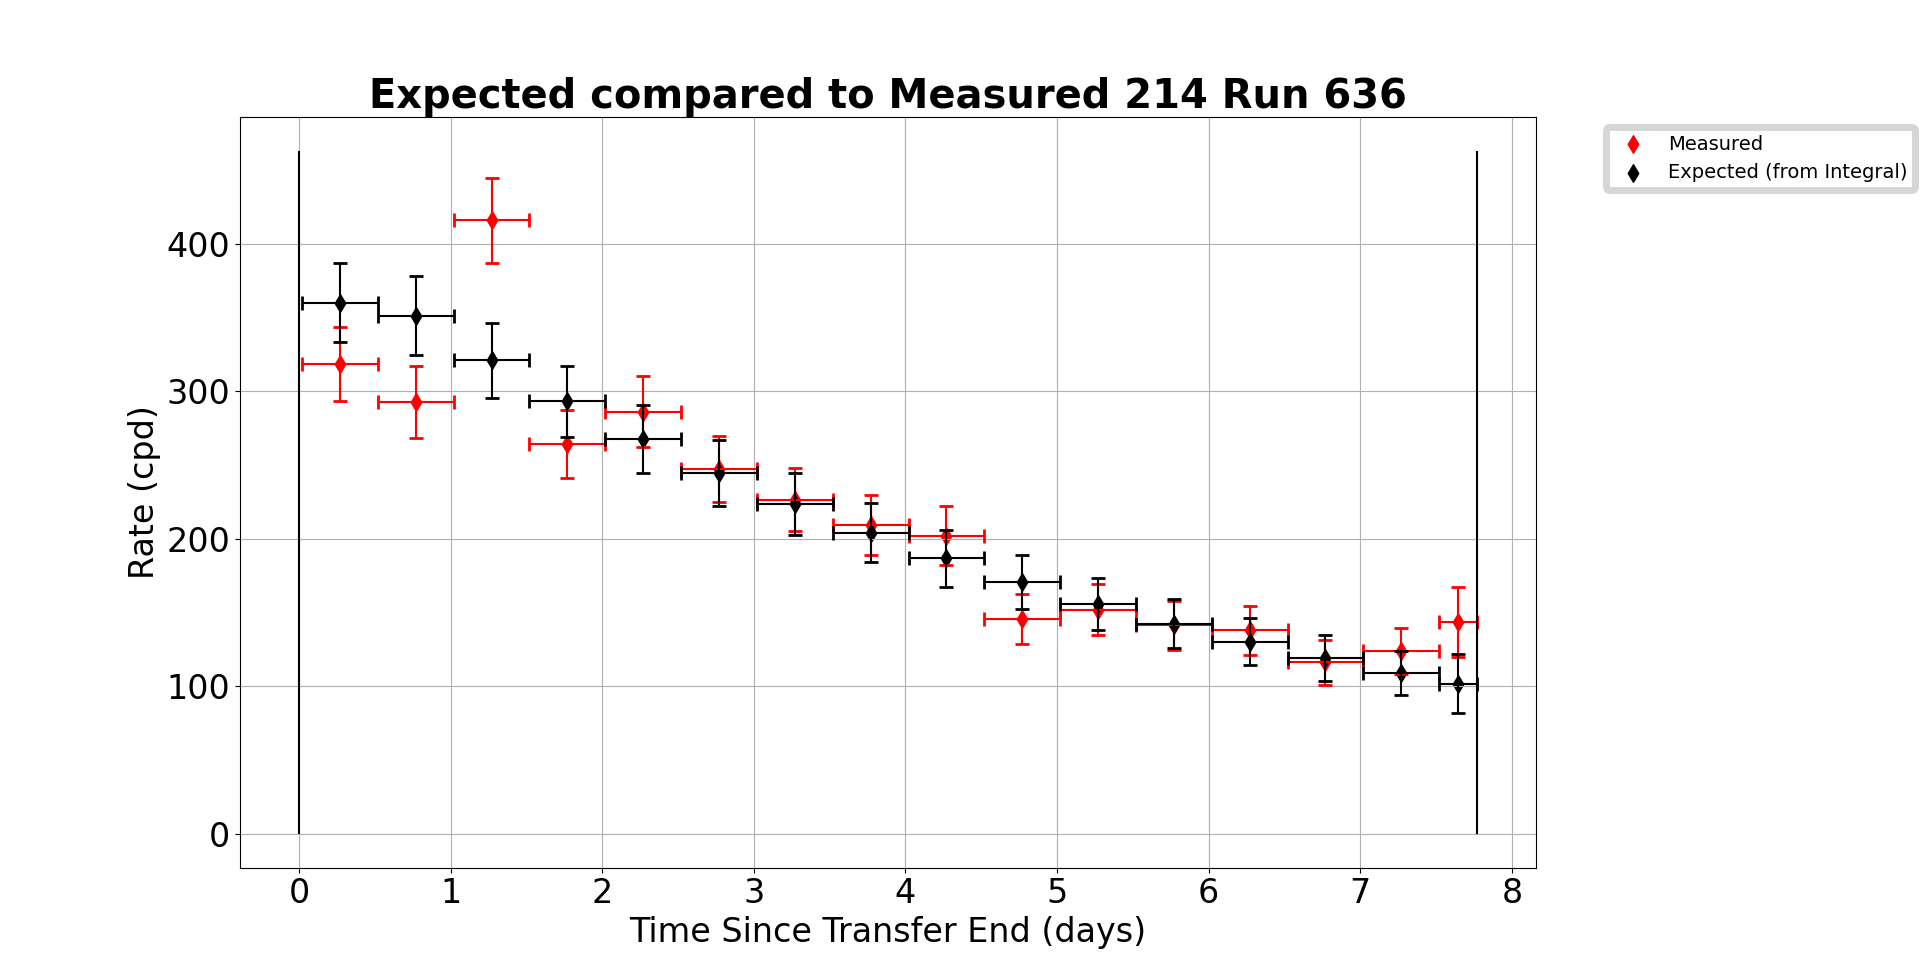 Expected compared to Measured 214 Run 636
Measured
Expected (from Integral)
400
300
200
100
0
Rate (cpd)
0 1 2 3 4 5 6 7 8
Time Since Transfer End (days)